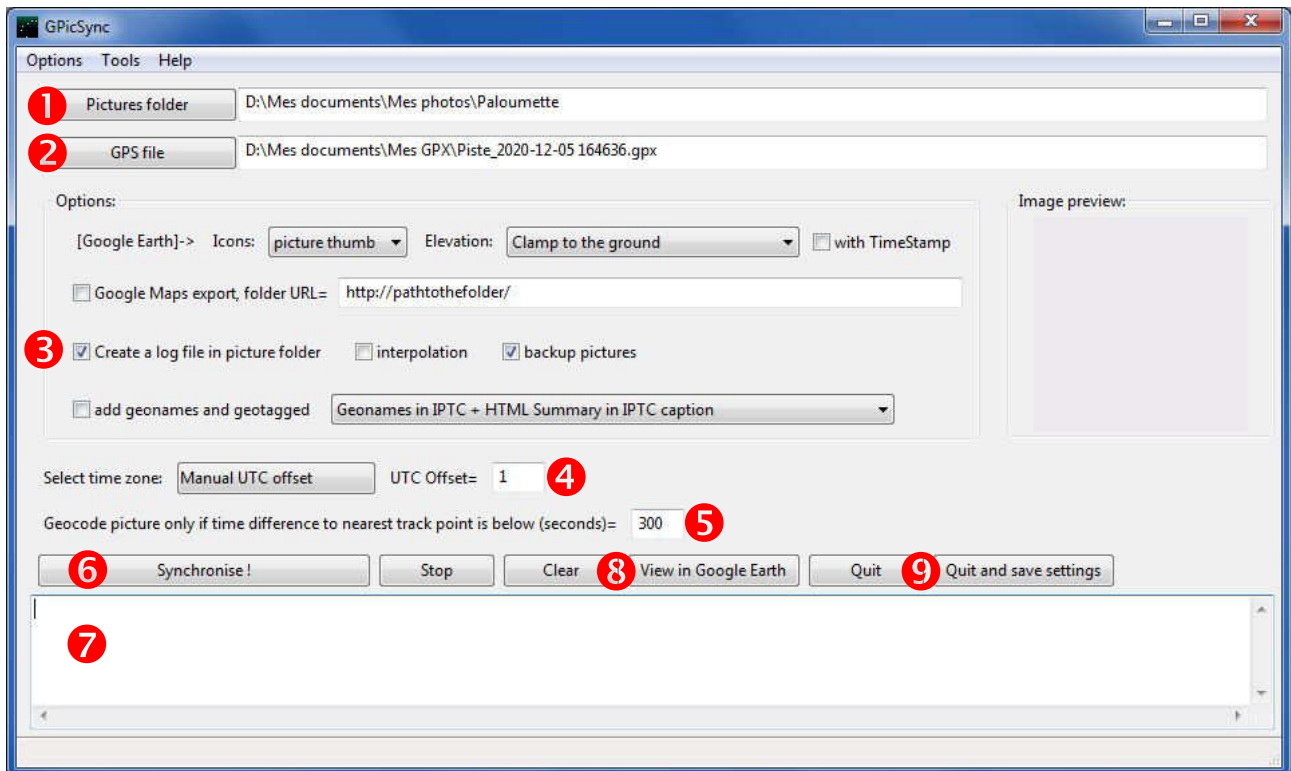 GPicSync
Options Tools Help
1 Pictures folder D:\Mes documents\Mes photos\Paloumette
2 GPS file D:\Mes documents\Mes GPX\Piste_2020-12-05 164636.gpx
Options: Image preview:
[Google Earth]-> Icons: picture thumb Elevation: Clamp to the ground with TimeStamp
Google Maps export, folder URL= http://pathtothefolder/
3 Create a log file in picture folder interpolation backup pictures
add geonames and geotagged Geonames in IPTC + HTML Summary in IPTC caption
Select time zone: Manual UTC offset UTC Offset= 1 4
Geocode picture only if time difference to nearest track point is below (seconds)= 300 5
6 Synchronise ! Stop Clear 8 View in Google Earth Quit 9 Quit and save settings
7